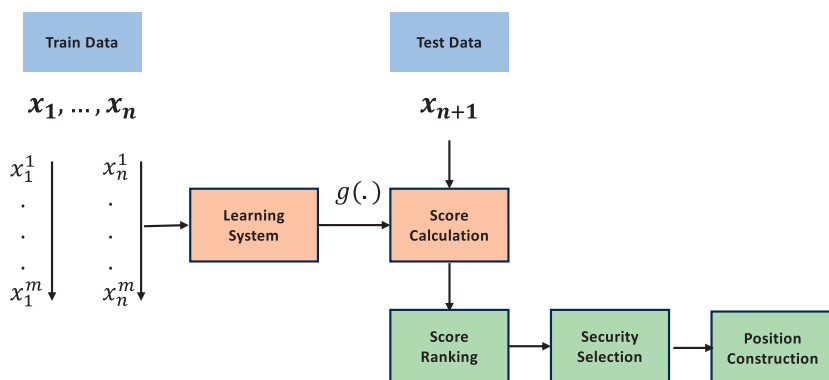 Train Data
Test Data
x₁, … , xₙ
xₙ₊₁
x₁¹
xₙ¹
.
.
.
.
.
.
x₁ᵐ
xₙᵐ
g(.)
Learning
System
Score
Calculation
Score
Ranking
Security
Selection
Position
Construction